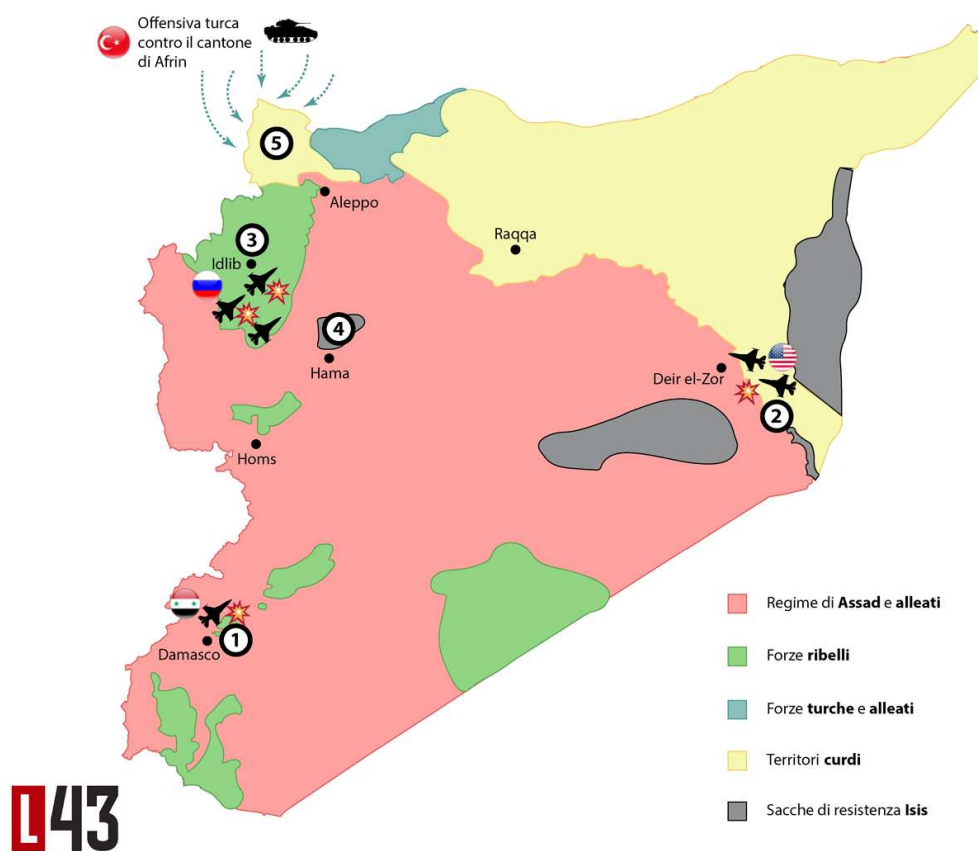 Offensiva turca
contro il cantone
di Afrin
5
Aleppo
3
Idlib
Raqqa
4
Hama
Deir el-Zor
2
Homs
1
Damasco
Regime di Assad e alleati
Forze ribelli
Forze turche e alleati
Territori curdi
Sacche di resistenza Isis
L43